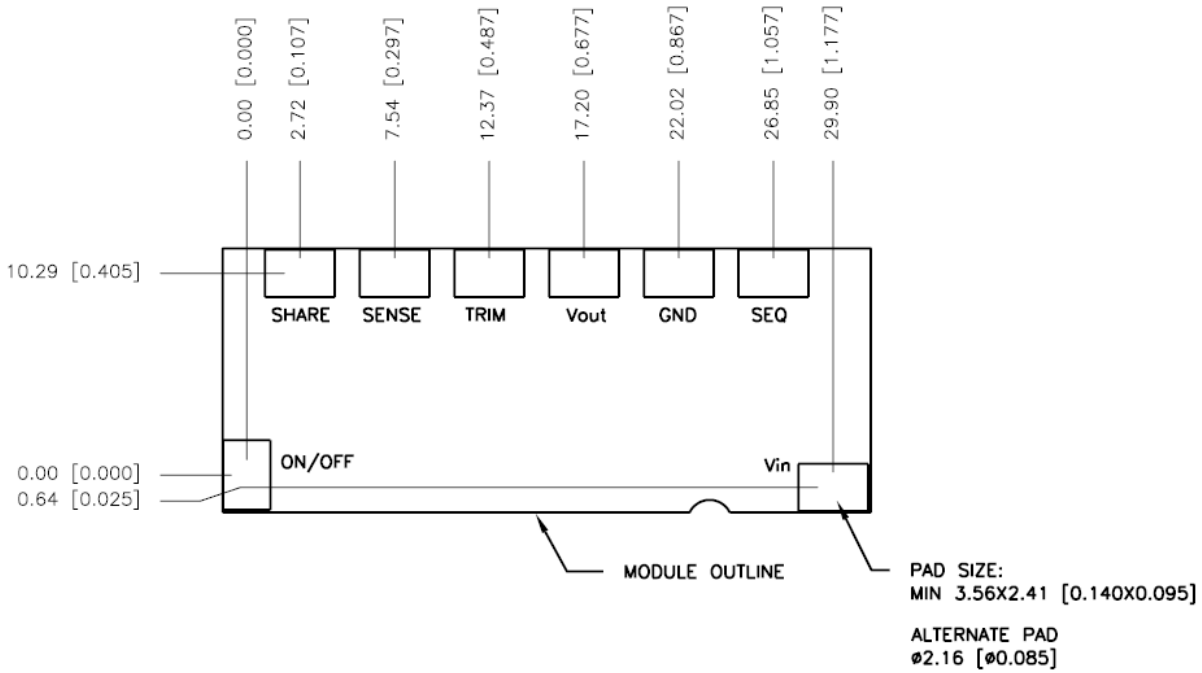 0.00 [0.000]
2.72 [0.107]
7.54 [0.297]
12.37 [0.487]
17.20 [0.677]
22.02 [0.867]
26.85 [1.057]
29.90 [1.177]
10.29 [0.405]
SHARE
SENSE
TRIM
Vout
GND
SEQ
ON/OFF
Vin
0.00 [0.000]
0.64 [0.025]
MODULE OUTLINE
PAD SIZE:
MIN 3.56X2.41 [0.140X0.095]
ALTERNATE PAD
ø2.16 [ø0.085]